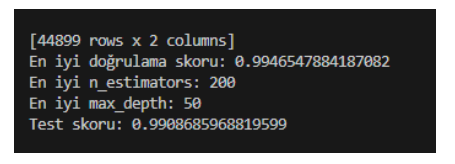 [44899 rows x 2 columns]
En iyi doğrulama skoru: 0.9946547884187082
En iyi n_estimators: 200
En iyi max_depth: 50
Test skoru: 0.9908685968819599